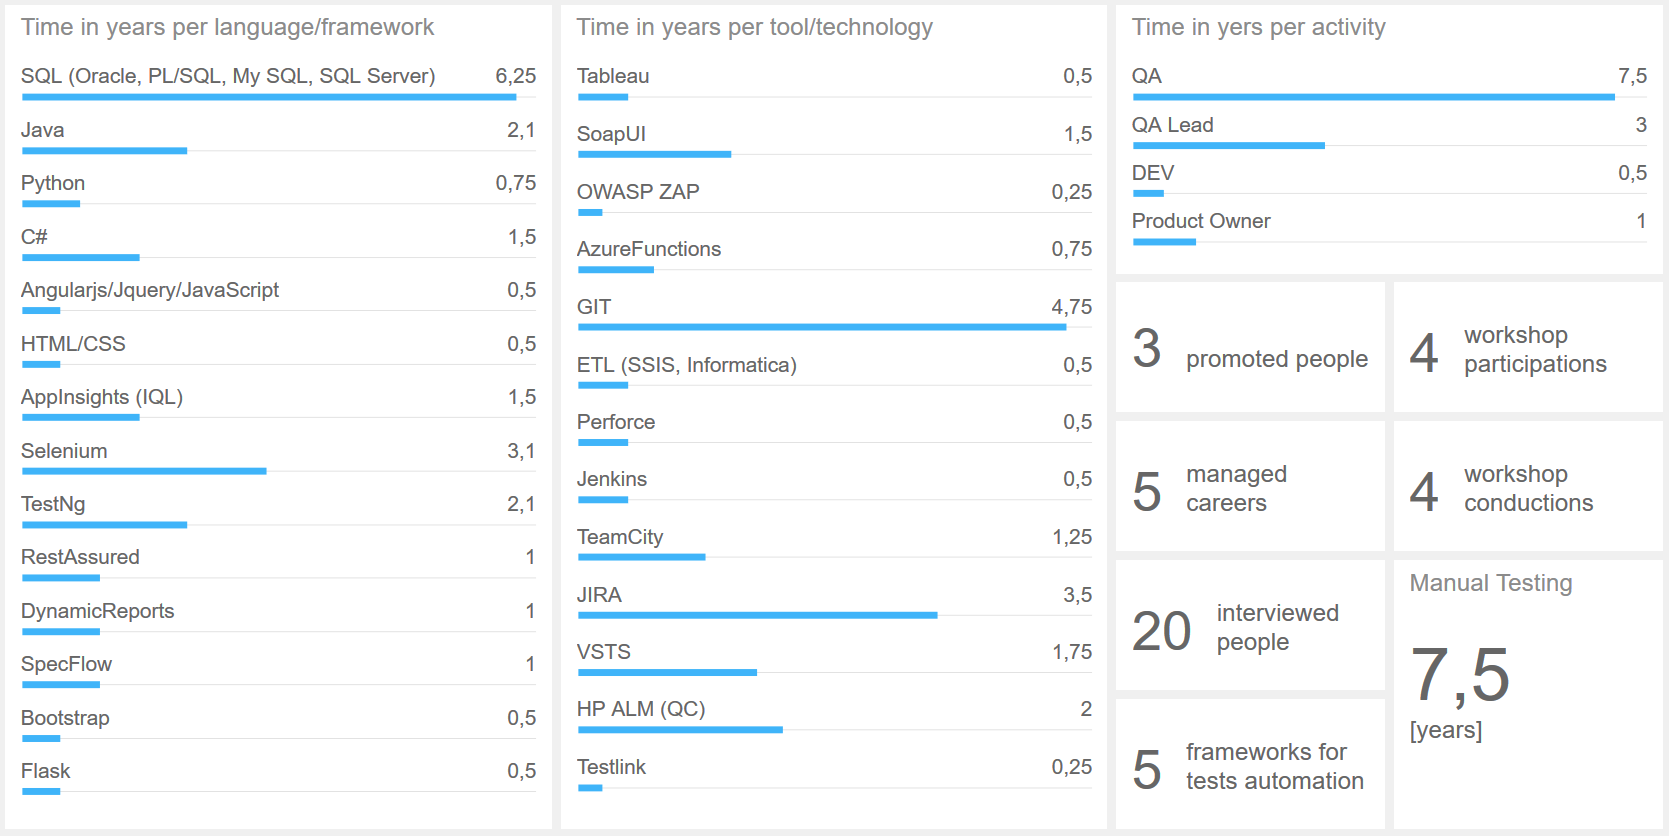 Time in years per language/framework
SQL (Oracle, PL/SQL, My SQL, SQL Server) 6,25
Java 2,1
Python 0,75
C# 1,5
Angularjs/Jquery/JavaScript 0,5
HTML/CSS 0,5
AppInsights (IQL) 1,5
Selenium 3,1
TestNg 2,1
RestAssured 1
DynamicReports 1
SpecFlow 1
Bootstrap 0,5
Flask 0,5
Time in years per tool/technology
Tableau 0,5
SoapUI 1,5
OWASP ZAP 0,25
AzureFunctions 0,75
GIT 4,75
ETL (SSIS, Informatica) 0,5
Perforce 0,5
Jenkins 0,5
TeamCity 1,25
JIRA 3,5
VSTS 1,75
HP ALM (QC) 2
Testlink 0,25
Time in yers per activity
QA 7,5
QA Lead 3
DEV 0,5
Product Owner 1
3 promoted people
4 workshop
participations
5 managed
careers
4 workshop
conductions
20 interviewed
people
5 frameworks for
tests automation
Manual Testing
7,5
[years]